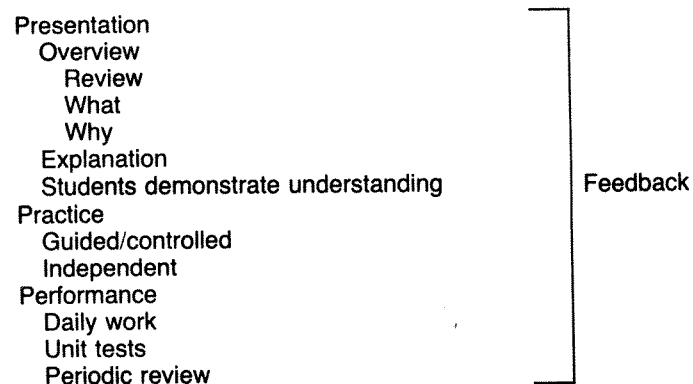 Presentation
Overview
Review
What
Why
Explanation
Students demonstrate understanding
Feedback
Practice
Guided/controlled
Independent
Performance
Daily work
Unit tests
Periodic review